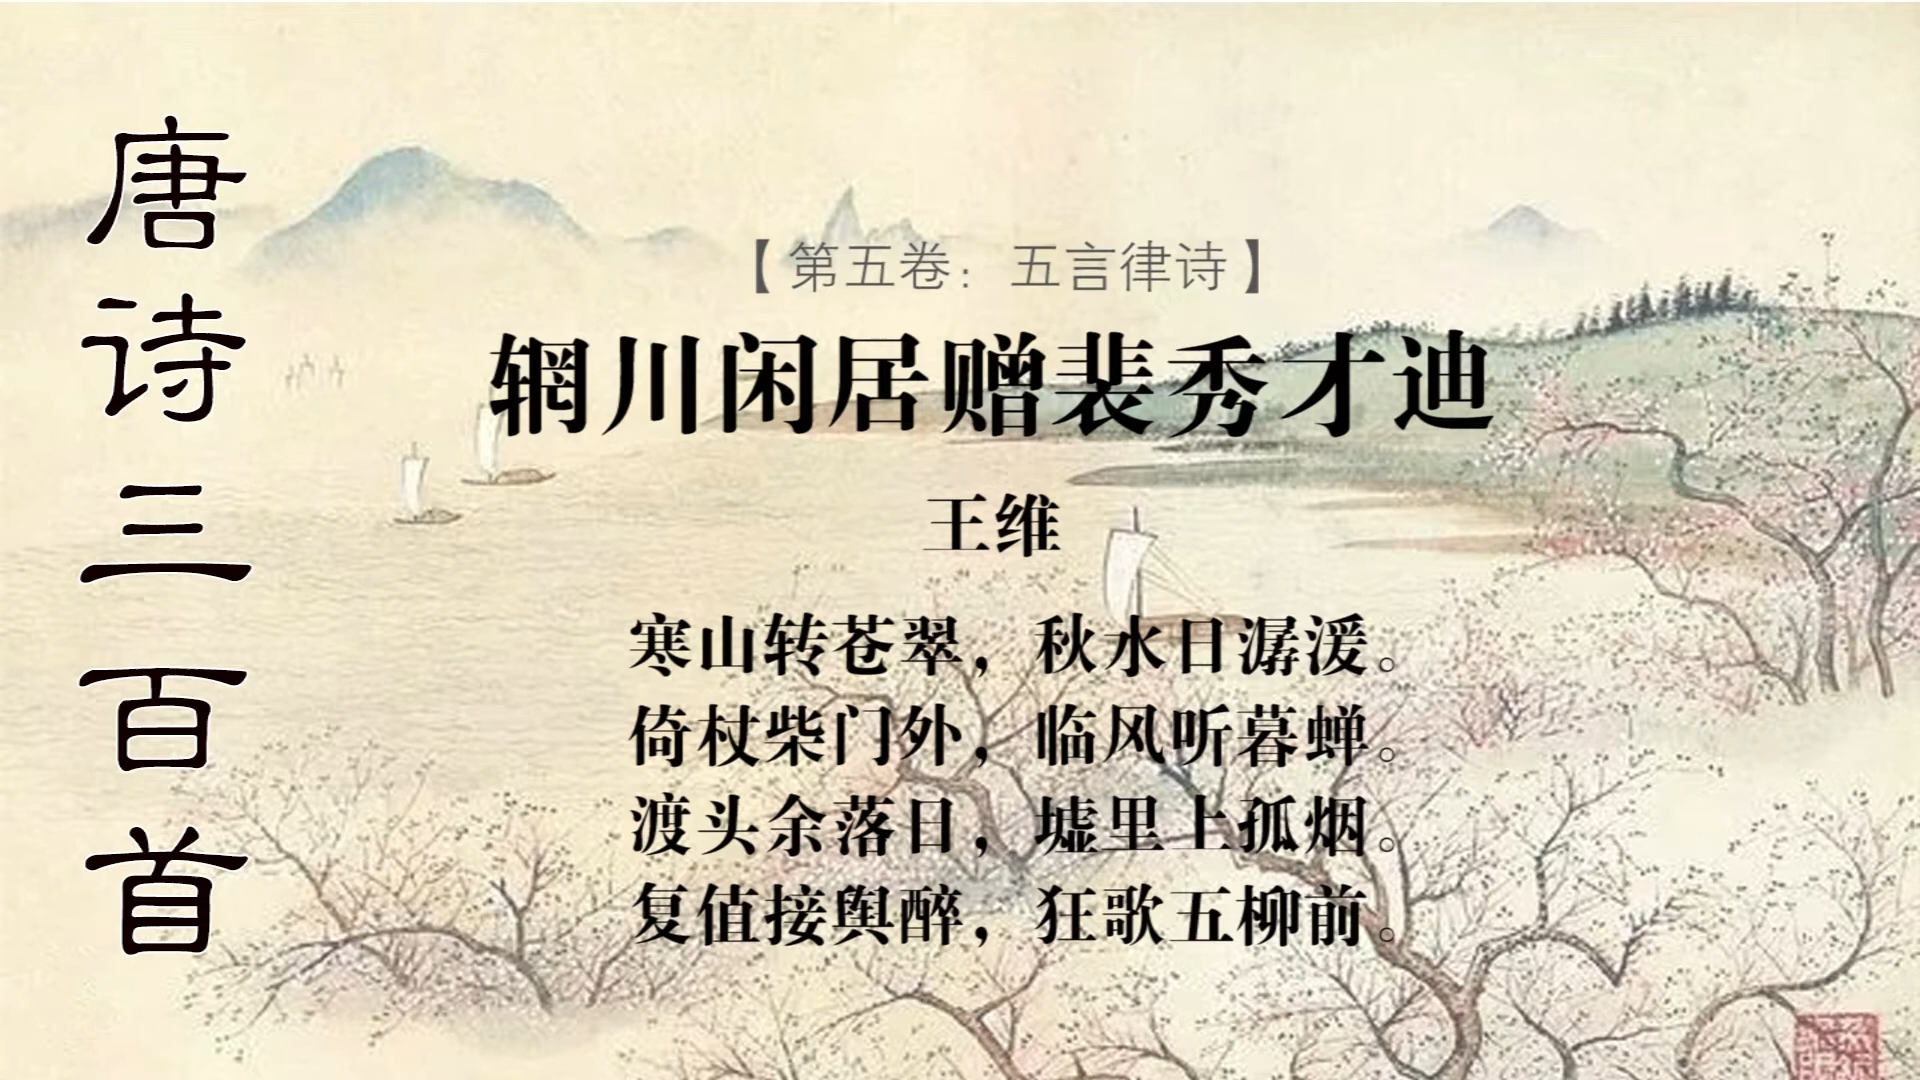 唐诗三百首
【第五卷：五言律诗】
辋川闲居赠裴秀才迪
王维
寒山转苍翠，秋水日潺湲。
倚杖柴门外，临风听暮蝉。
渡头余落日，墟里上孤烟。
复值接舆醉，狂歌五柳前。